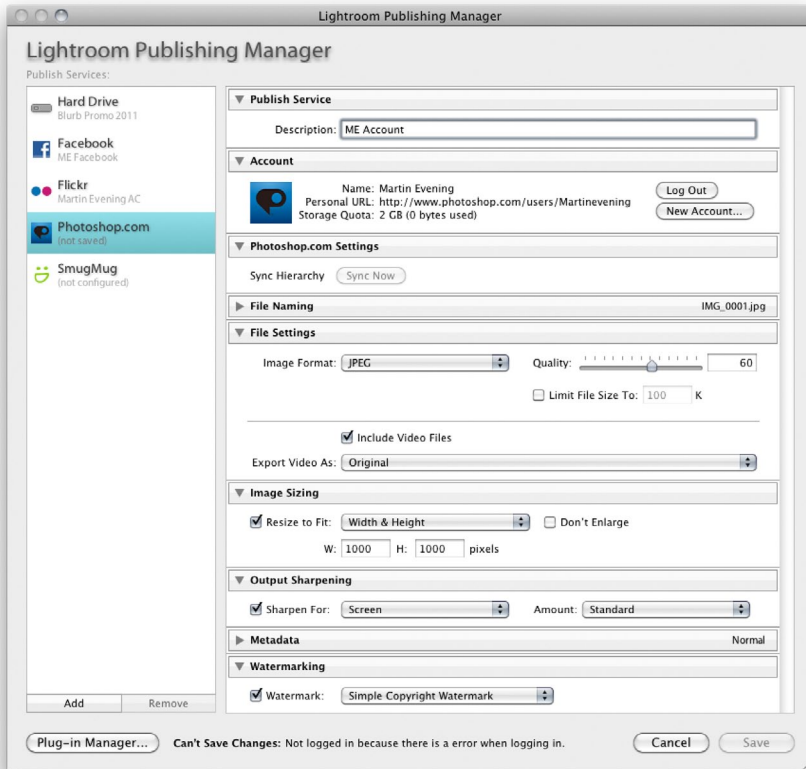 Lightroom Publishing Manager
Lightroom Publishing Manager
Publish Services:
Hard Drive
Blurb Promo 2011
Facebook
ME Facebook
Flickr
Martin Evening AC
Photoshop.com
(not saved)
SmugMug
(not configured)
Add Remove
Publish Service
Description: ME Account
Account
Name: Martin Evening
Personal URL: http://www.photoshop.com/users/Martinevening
Storage Quota: 2 GB (0 bytes used)
Log Out
New Account...
Photoshop.com Settings
Sync Hierarchy Sync Now
File Naming IMG_0001.jpg
File Settings
Image Format: JPEG Quality: 60
Limit File Size To: 100 K
Include Video Files
Export Video As: Original
Image Sizing
Resize to Fit: Width & Height Don't Enlarge
W: 1000 H: 1000 pixels
Output Sharpening
Sharpen For: Screen Amount: Standard
Metadata Normal
Watermarking
Watermark: Simple Copyright Watermark
Plug-in Manager... Can't Save Changes: Not logged in because there is a error when logging in. Cancel Save